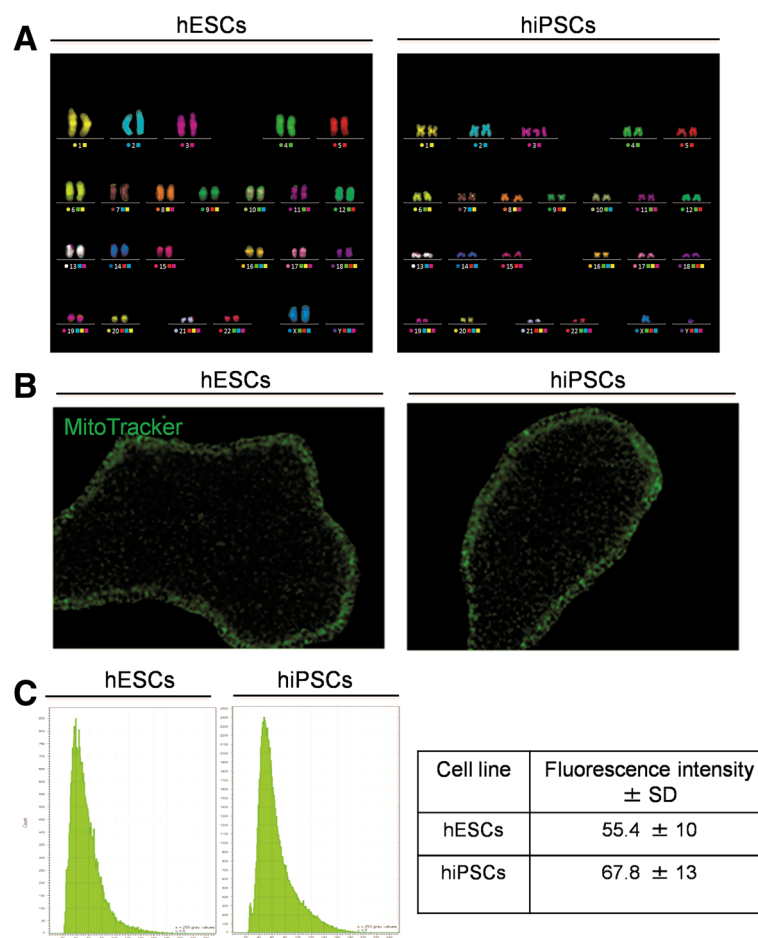 A
hESCs
hiPSCs
1 2 3 4 5
6 7 8 9 10 11 12
13 14 15 16 17 18
19 20 21 22 X Y
1 2 3 4 5
6 7 8 9 10 11 12
13 14 15 16 17 18
19 20 21 22 X Y
B
hESCs
hiPSCs
MitoTracker
C
hESCs
hiPSCs
Count
Cell line
Fluorescence intensity
± SD
hESCs
55.4 ± 10
hiPSCs
67.8 ± 13